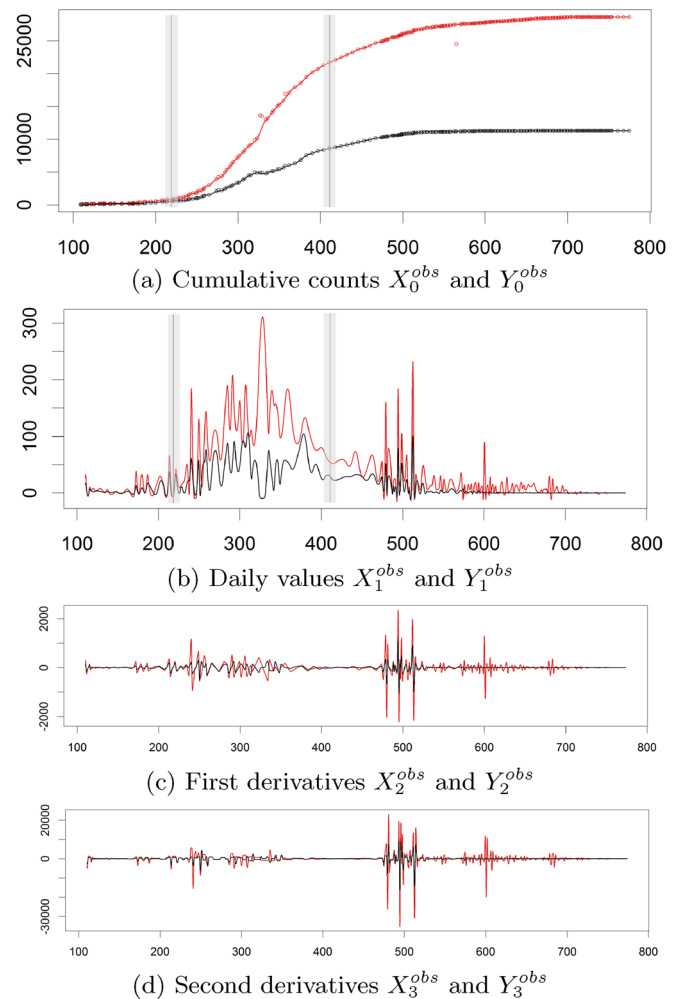 25000
10000
0
100 200 300 400 500 600 700 800
(a) Cumulative counts X_0^{obs} and Y_0^{obs}
300
200
100
0
100 200 300 400 500 600 700 800
(b) Daily values X_1^{obs} and Y_1^{obs}
2000
0
-2000
100 200 300 400 500 600 700 800
(c) First derivatives X_2^{obs} and Y_2^{obs}
20000
0
-30000
100 200 300 400 500 600 700 800
(d) Second derivatives X_3^{obs} and Y_3^{obs}